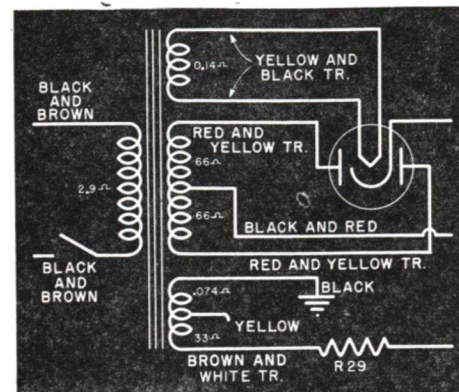 0.14Ω
YELLOW AND
BLACK TR.
BLACK
AND
BROWN
RED AND
YELLOW TR.
66Ω
2.9Ω
66Ω
BLACK AND RED
RED AND YELLOW TR.
BLACK
AND
BROWN
.074Ω
BLACK
YELLOW
33Ω
BROWN AND
WHITE TR.
R29